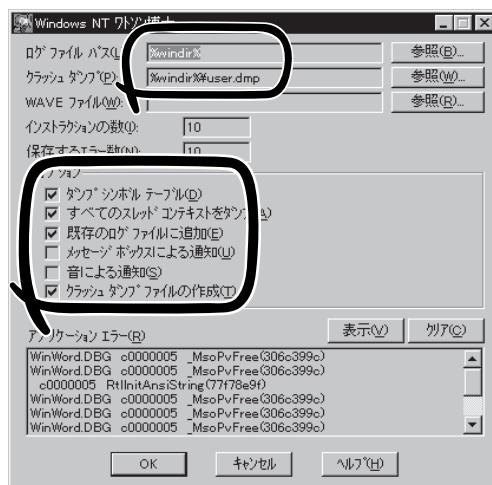 Windows NT ワトソン博士
ログ ファイル パス(L) %windir% 参照(B)...
クラッシュ ダンプ(P): %windir%¥user.dmp 参照(W)...
WAVE ファイル(W): 参照(R)...
インストラクションの数(I): 10
保存するエラー数(N): 10
オプション
ダンプ シンボル テーブル(D)
すべてのスレッド コンテキストをダンプ(A)
既存のログ ファイルに追加(E)
メッセージ ボックスによる通知(U)
音による通知(S)
クラッシュ ダンプ ファイルの作成(T)
アプリケーション エラー(R) 表示(V) クリア(C)
WinWord.DBG c0000005 _MsoPvFree(306c399c)
WinWord.DBG c0000005 _MsoPvFree(306c399c)
c0000005 RtlInitAnsiString(77f78e9f)
WinWord.DBG c0000005 _MsoPvFree(306c399c)
WinWord.DBG c0000005 _MsoPvFree(306c399c)
WinWord.DBG c0000005 _MsoPvFree(306c399c)
OK キャンセル ヘルプ(H)